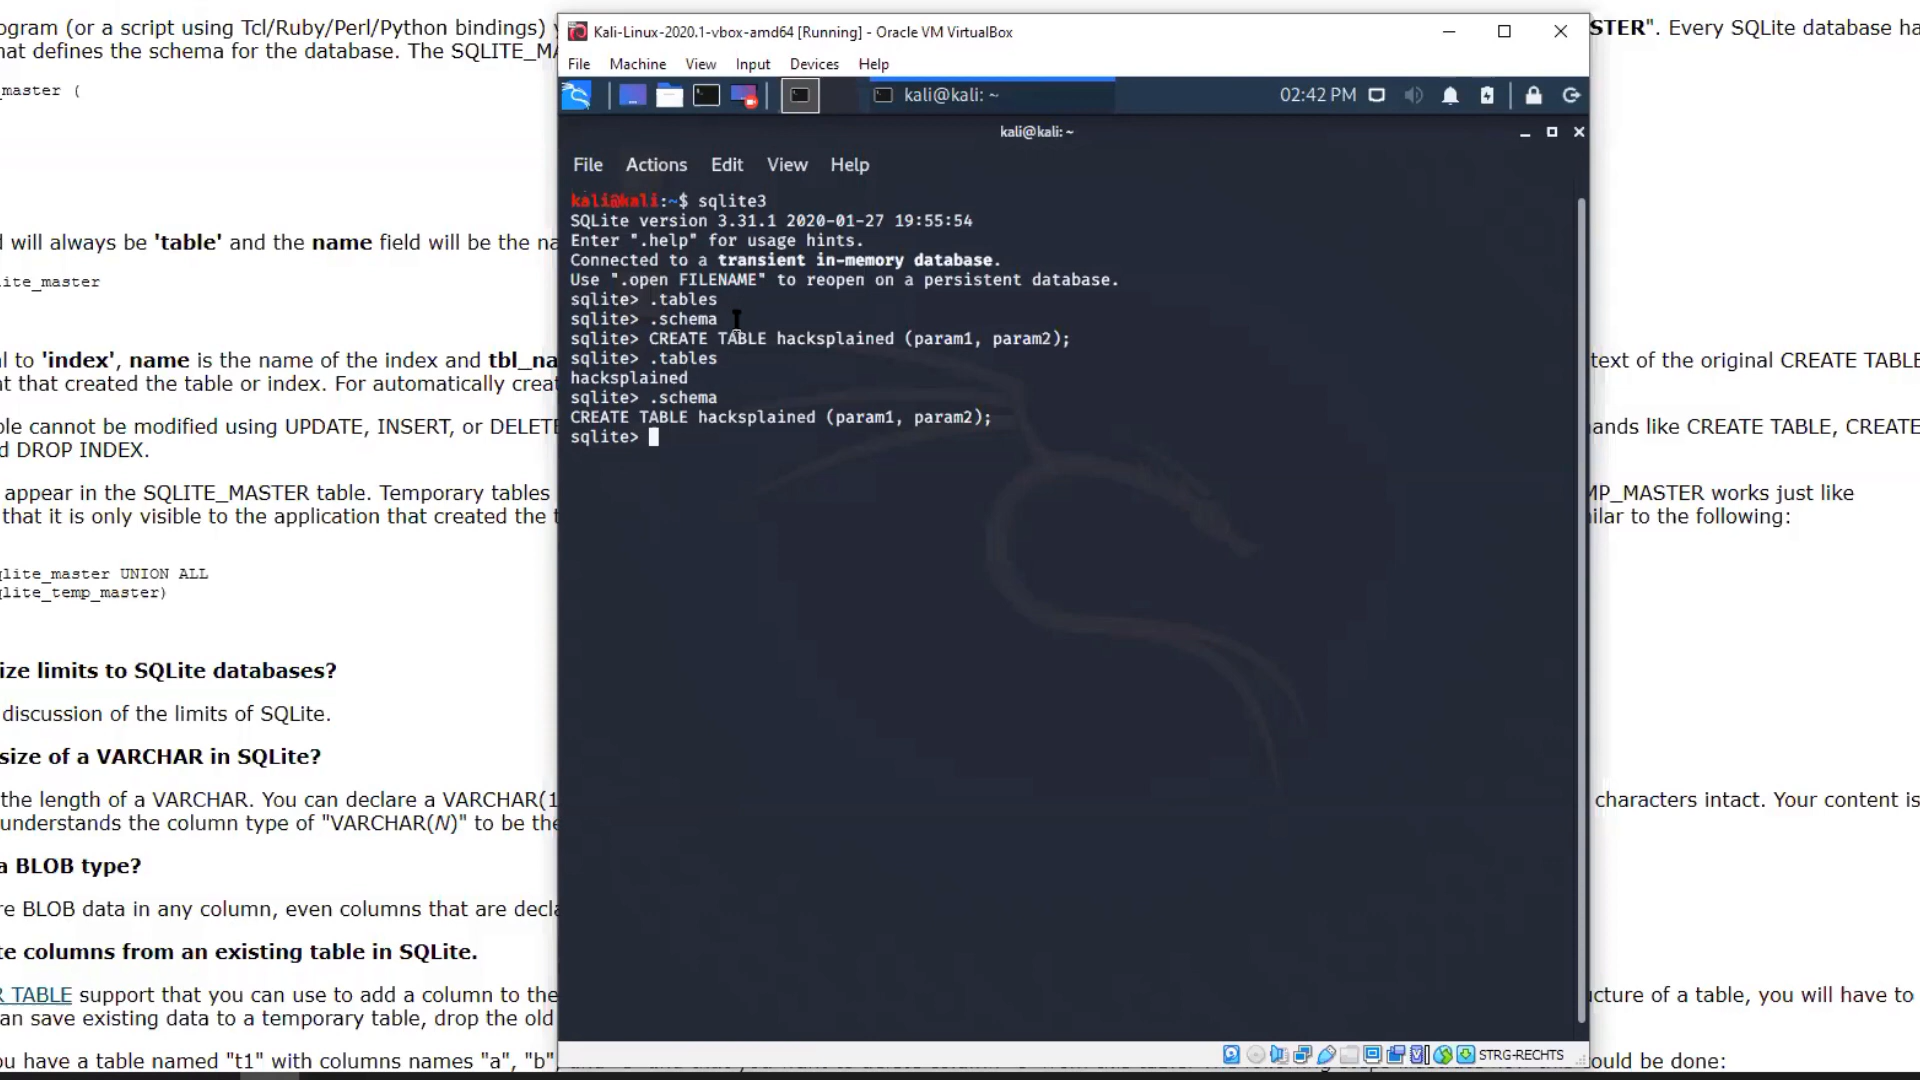 ogram (or a script using Tcl/Ruby/Perl/Python bindings) y
STER". Every SQLite database ha
hat defines the schema for the database. The SQLITE_MA
_master (
d will always be 'table' and the name field will be the na
lite_master
al to 'index', name is the name of the index and tbl_na
text of the original CREATE TABLE
nt that created the table or index. For automatically crea
ble cannot be modified using UPDATE, INSERT, or DELETE
ands like CREATE TABLE, CREATE
d DROP INDEX.
appear in the SQLITE_MASTER table. Temporary tables
MP_MASTER works just like
that it is only visible to the application that created the t
ilar to the following:
qlite_master UNION ALL
qlite_temp_master)
ize limits to SQLite databases?
discussion of the limits of SQLite.
size of a VARCHAR in SQLite?
the length of a VARCHAR. You can declare a VARCHAR(1
characters intact. Your content is
understands the column type of "VARCHAR(N)" to be the
a BLOB type?
re BLOB data in any column, even columns that are decla
te columns from an existing table in SQLite.
R TABLE support that you can use to add a column to the
ucture of a table, you will have to
an save existing data to a temporary table, drop the old
ou have a table named "t1" with columns names "a", "b"
ould be done:
Kali-Linux-2020.1-vbox-amd64 [Running] - Oracle VM VirtualBox
File Machine View Input Devices Help
kali@kali: ~
02:42 PM
kali@kali: ~
File Actions Edit View Help
kali@kali:~$ sqlite3
SQLite version 3.31.1 2020-01-27 19:55:54
Enter ".help" for usage hints.
Connected to a transient in-memory database.
Use ".open FILENAME" to reopen on a persistent database.
sqlite> .tables
sqlite> .schema
sqlite> CREATE TABLE hacksplained (param1, param2);
sqlite> .tables
hacksplained
sqlite> .schema
CREATE TABLE hacksplained (param1, param2);
sqlite>
STRG-RECHTS